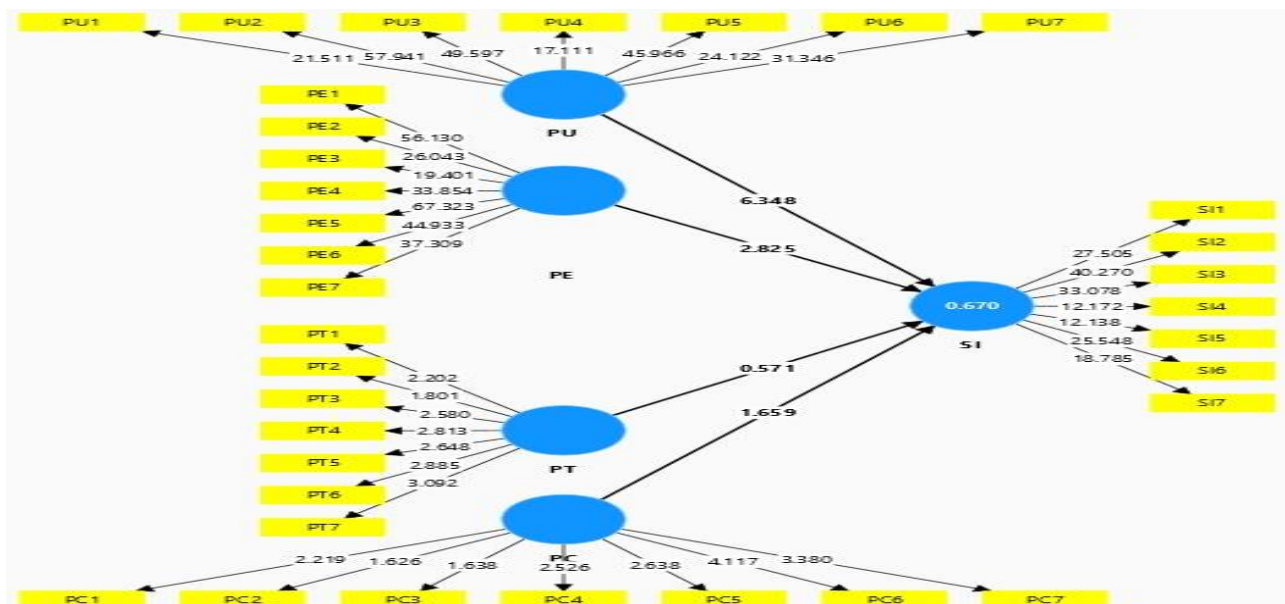 PU1 PU2 PU3 PU4 PU5 PU6 PU7
21.511 57.941 49.597 17.111 45.966 24.122 31.346
PU
PE1
PE2
PE3
PE4
PE5
PE6
PE7
56.130
26.043
19.401
33.854
67.323
44.933
37.309
PE
6.348
2.825
0.571
1.659
0.670
SI
27.505
40.270
33.078
12.172
12.138
25.548
18.785
SI1
SI2
SI3
SI4
SI5
SI6
SI7
PT1
PT2
PT3
PT4
PT5
PT6
PT7
2.202
1.801
2.580
2.813
2.648
2.885
3.092
PT
PC
2.219 1.626 1.638 2.526 2.638 4.117 3.380
PC1 PC2 PC3 PC4 PC5 PC6 PC7